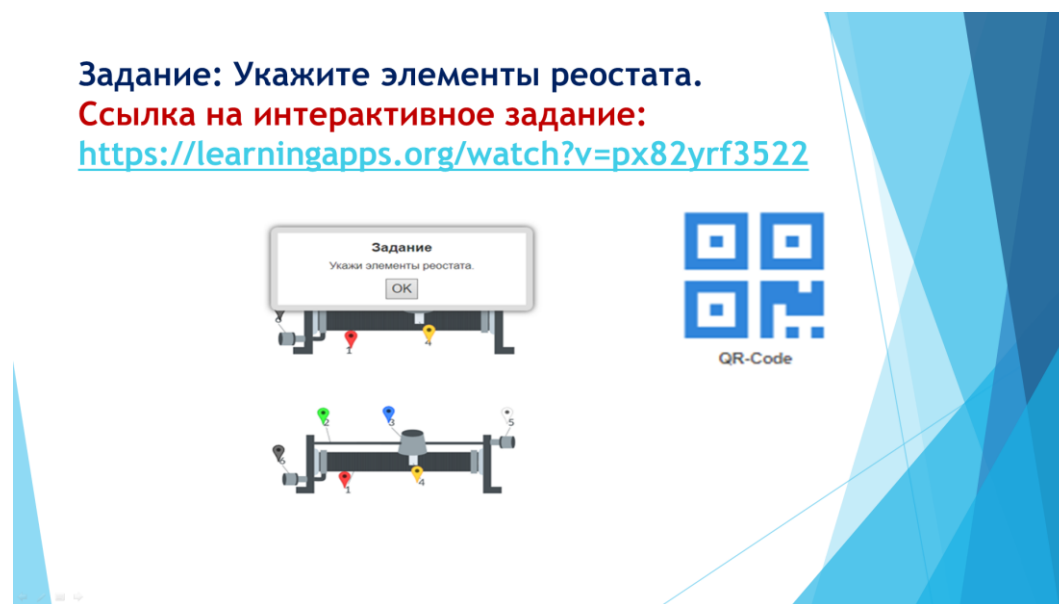 Задание: Укажите элементы реостата.
Ссылка на интерактивное задание:
https://learningapps.org/watch?v=px82yrf3522
Задание
Укажи элементы реостата.
OK
6
1
4
QR-Code
2
3
5
6
1
4